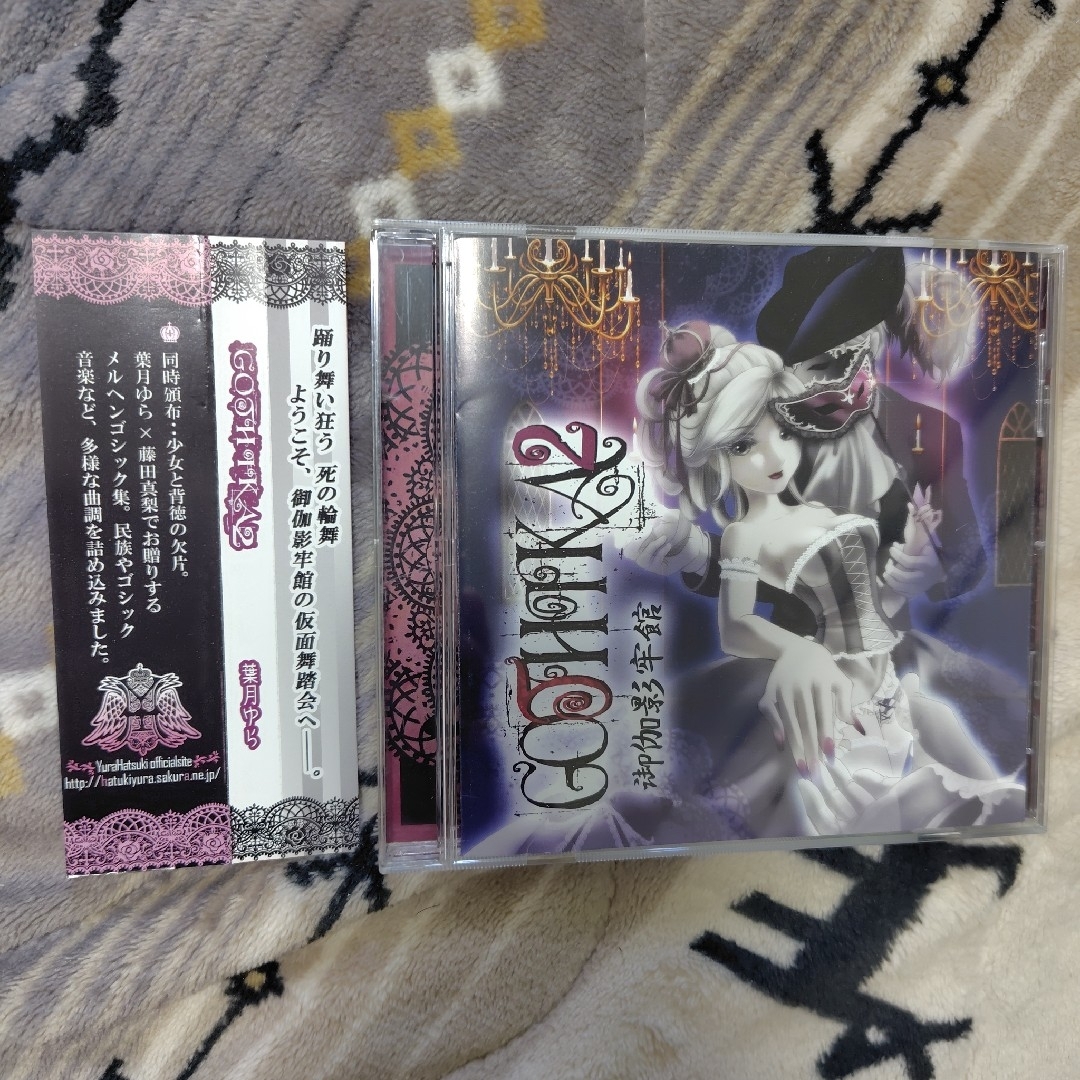 同時頒布‥少女と背徳の欠片。
葉月ゆら×藤田真梨でお贈りする
メルヘンゴシック集。民族やゴシック
音楽など、多様な曲調を詰め込みました。
YuraHatsuki officialsite
http://hatukiyura.sakura.ne.jp/
GOTHIKA2
葉月ゆら
踊り舞い狂う 死の輪舞
ようこそ、御伽影牢館の仮面舞踏会へ――。
GOTHIKA2
御伽影牢館